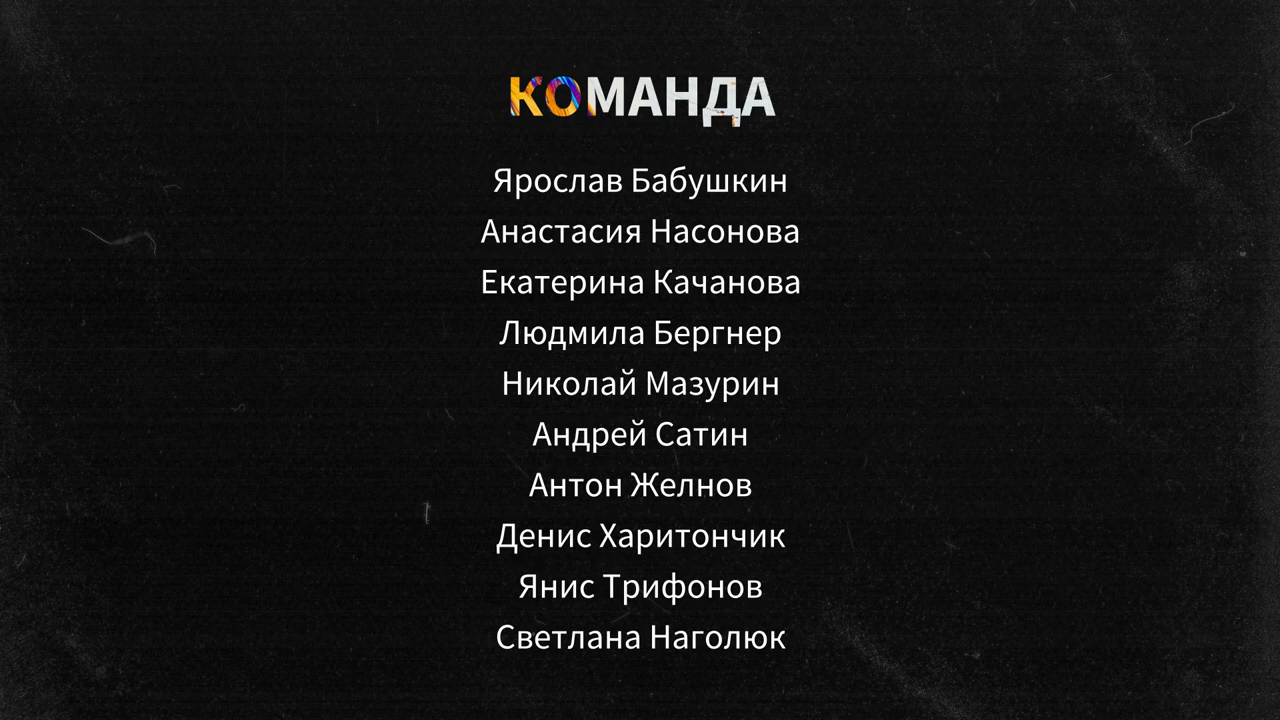 КОМАНДА
Ярослав Бабушкин
Анастасия Насонова
Екатерина Качанова
Людмила Бергнер
Николай Мазурин
Андрей Сатин
Антон Желнов
Денис Харитончик
Янис Трифонов
Светлана Наголюк